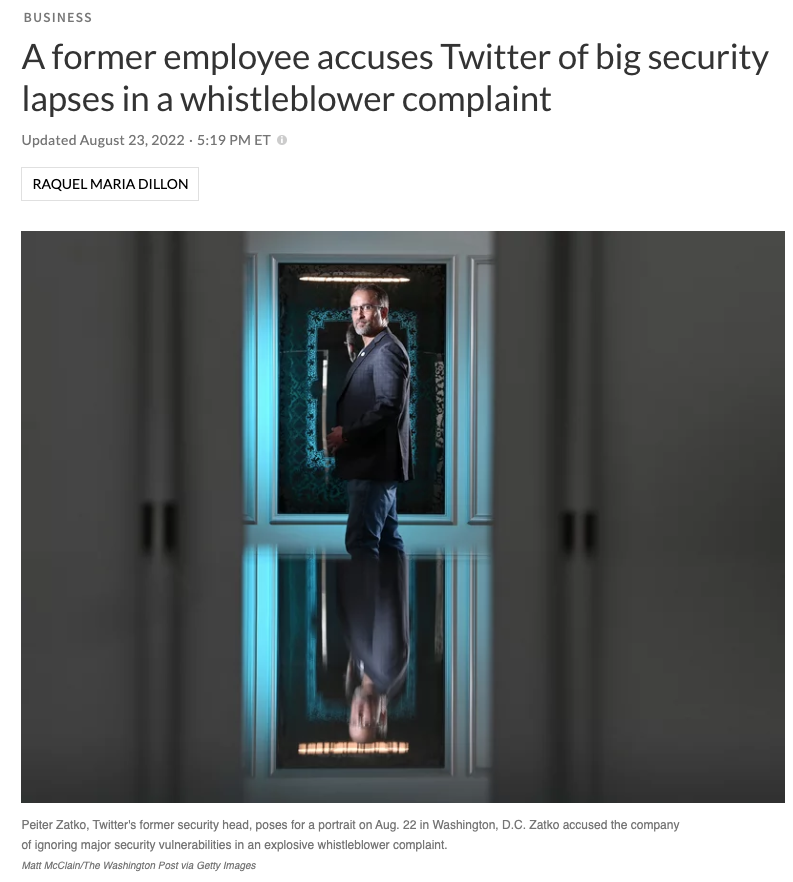 BUSINESS
A former employee accuses Twitter of big security
lapses in a whistleblower complaint
Updated August 23, 2022 · 5:19 PM ET
RAQUEL MARIA DILLON
Peiter Zatko, Twitter's former security head, poses for a portrait on Aug. 22 in Washington, D.C. Zatko accused the company
of ignoring major security vulnerabilities in an explosive whistleblower complaint.
Matt McClain/The Washington Post via Getty Images